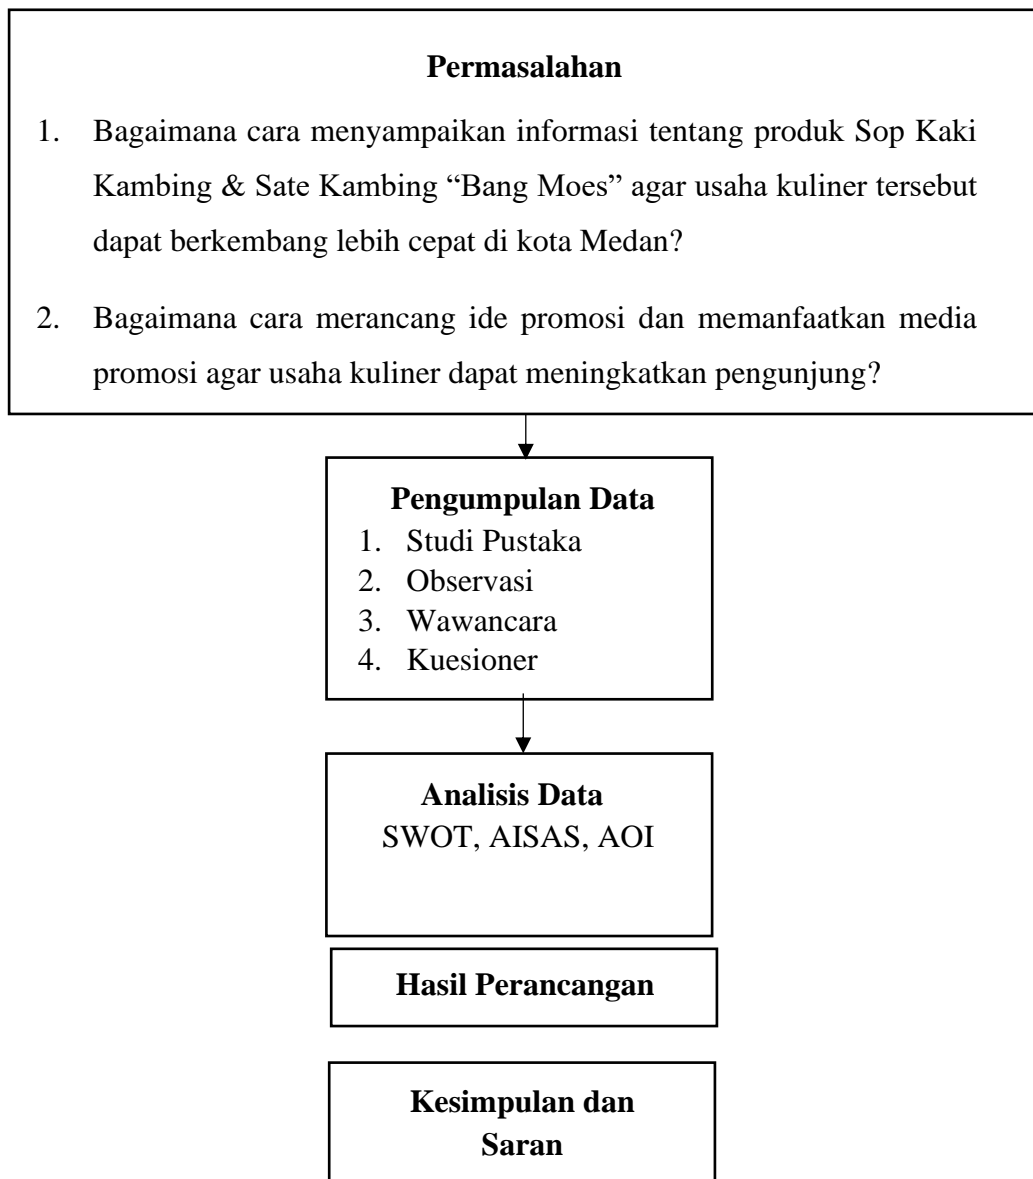 Permasalahan
1. Bagaimana cara menyampaikan informasi tentang produk Sop Kaki
Kambing & Sate Kambing “Bang Moes” agar usaha kuliner tersebut
dapat berkembang lebih cepat di kota Medan?
2. Bagaimana cara merancang ide promosi dan memanfaatkan media
promosi agar usaha kuliner dapat meningkatkan pengunjung?
Pengumpulan Data
1. Studi Pustaka
2. Observasi
3. Wawancara
4. Kuesioner
Analisis Data
SWOT, AISAS, AOI
Hasil Perancangan
Kesimpulan dan
Saran